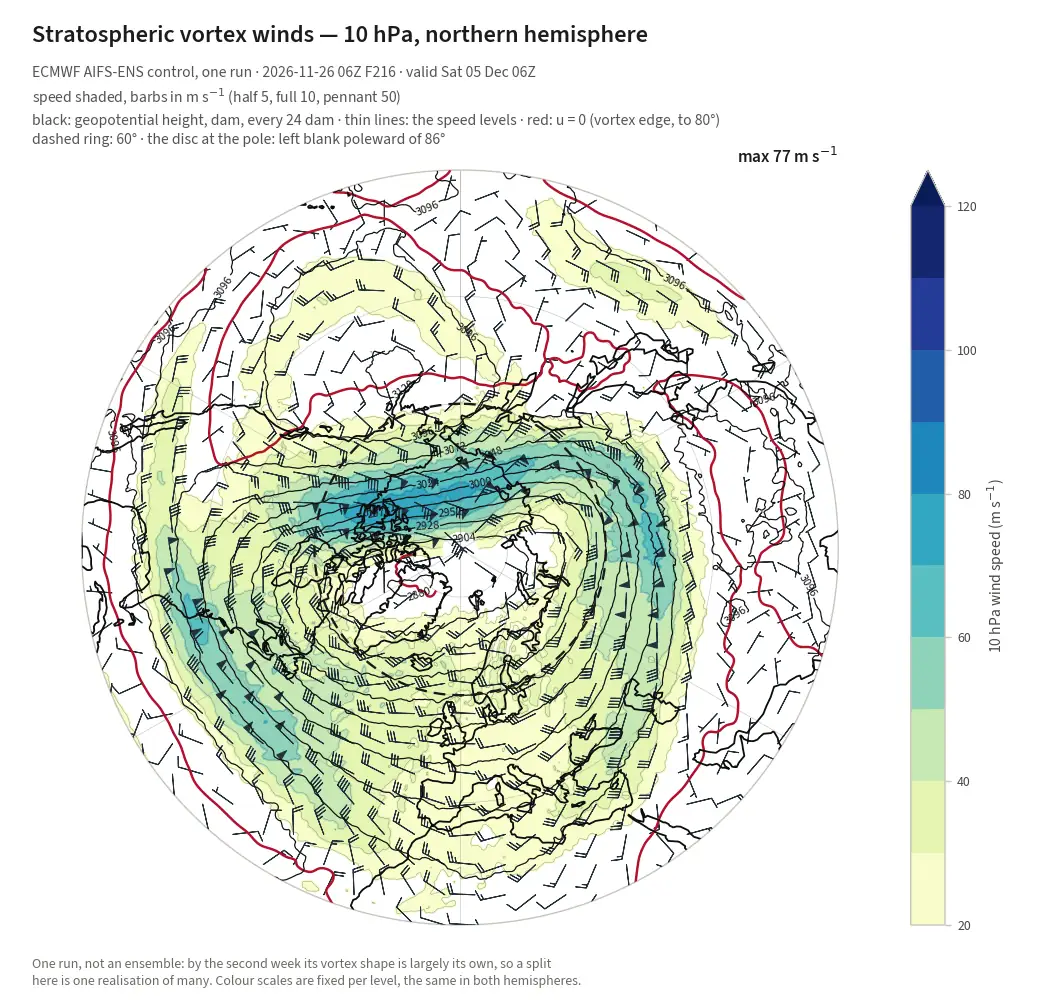 Stratospheric vortex winds — 10 hPa, northern hemisphere
ECMWF AIFS-ENS control, one run · 2026-11-26 06Z F216 · valid Sat 05 Dec 06Z
speed shaded, barbs in m s⁻¹ (half 5, full 10, pennant 50)
black: geopotential height, dam, every 24 dam · thin lines: the speed levels · red: u = 0 (vortex edge, to 80°)
dashed ring: 60° · the disc at the pole: left blank poleward of 86°
max 77 m s⁻¹
120
100
80
60
40
20
10 hPa wind speed (m s⁻¹)
3096
3096
3096
3096
3120
3096
3000
2928
2904
3096
3096
One run, not an ensemble: by the second week its vortex shape is largely its own, so a split
here is one realisation of many. Colour scales are fixed per level, the same in both hemispheres.